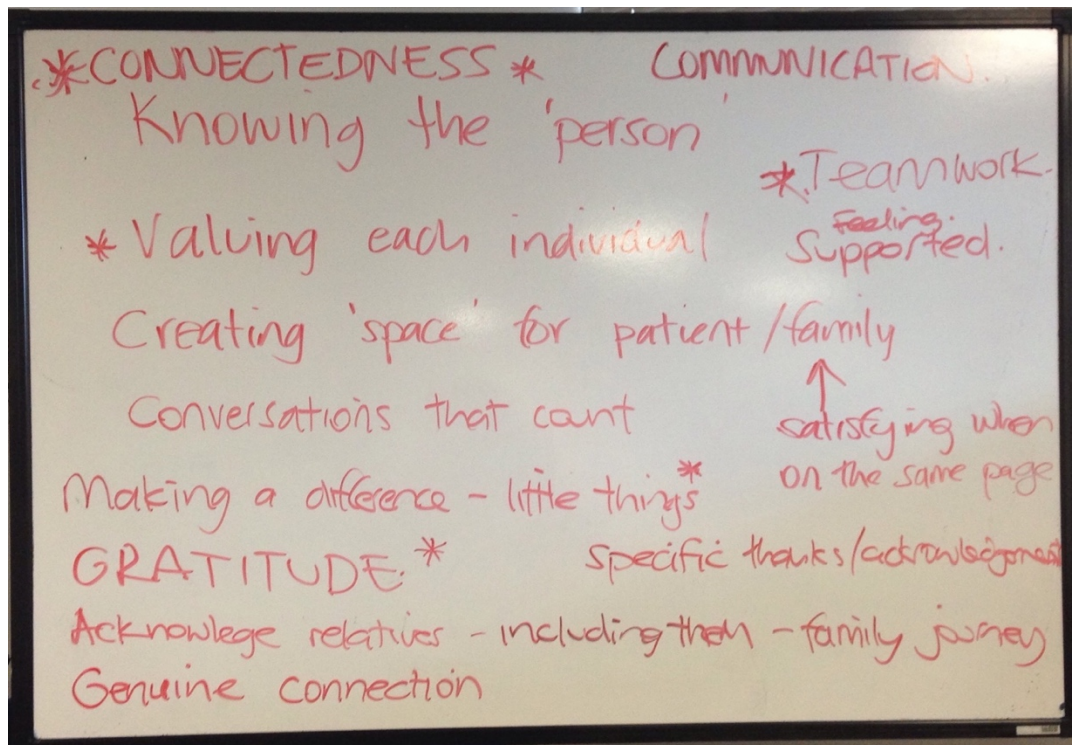 *CONNECTEDNESS * COMMUNICATION.
Knowing the 'person'
*.Teamwork.
Feeling.
Supported.
* Valuing each individual
Creating 'space' for patient /family
↑
satisfying when
on the same page
Conversations that count
Making a difference - little things*
GRATITUDE.*
specific thanks/acknowledgement
Acknowlege relatives - including them - family journey
Genuine connection